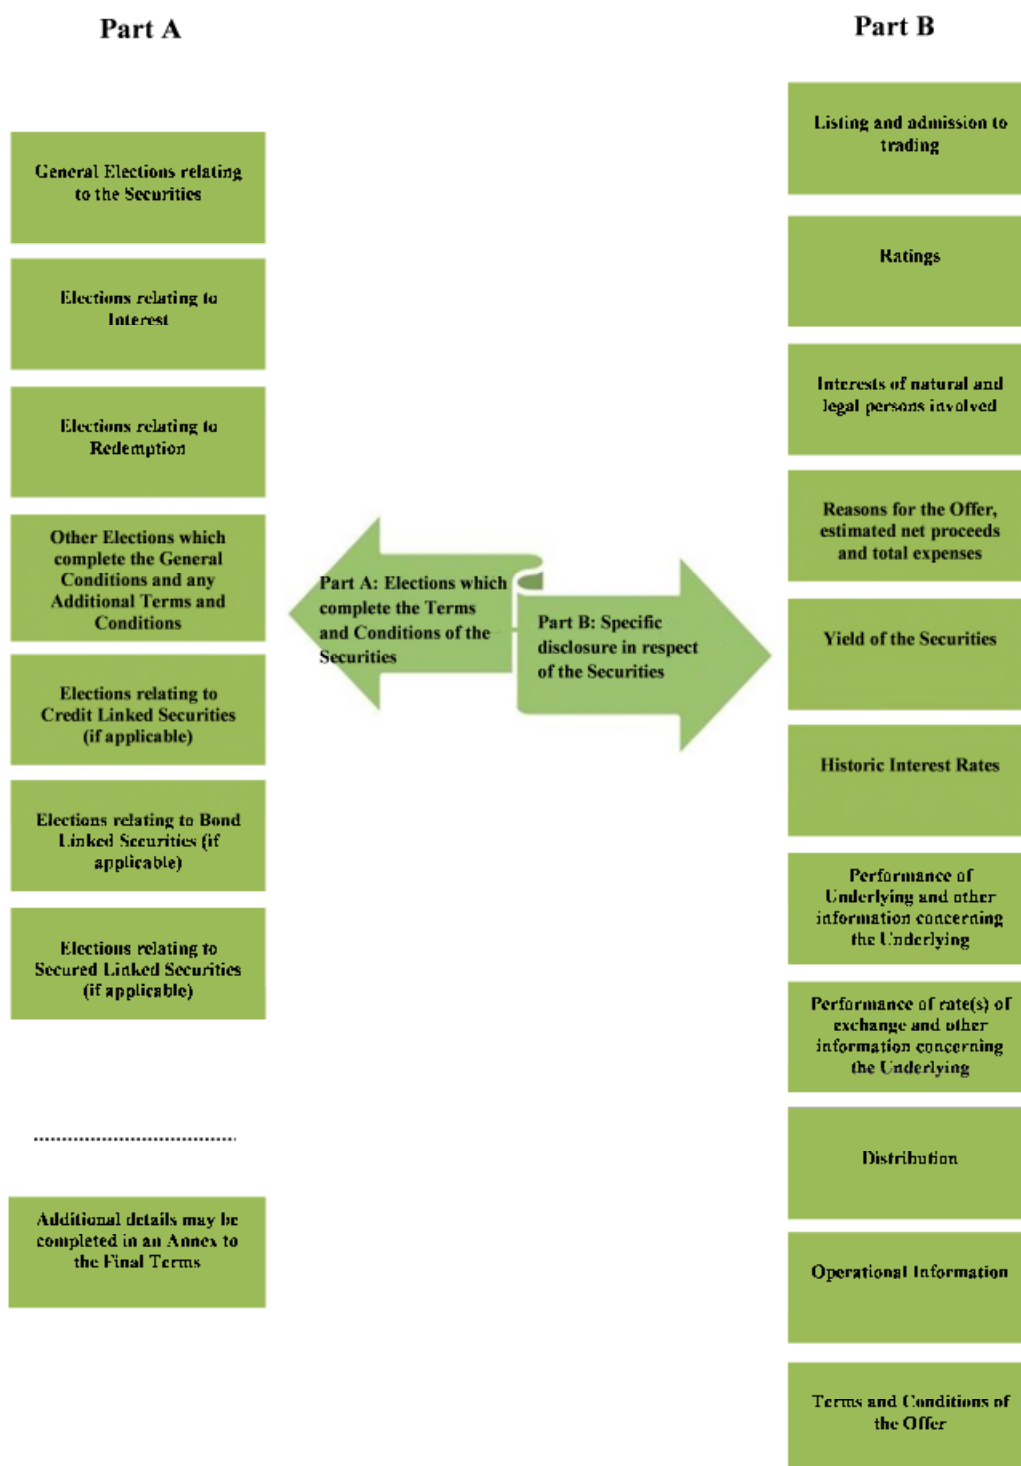 Part A
General Elections relating
to the Securities
Elections relating to
Interest
Elections relating to
Redemption
Other Elections which
complete the General
Conditions and any
Additional Terms and
Conditions
Elections relating to
Credit Linked Securities
(if applicable)
Elections relating to Bond
Linked Securities (if
applicable)
Elections relating to
Secured Linked Securities
(if applicable)
Additional details may be
completed in an Annex to
the Final Terms
Part A: Elections which
complete the Terms
and Conditions of the
Securities
Part B: Specific
disclosure in respect
of the Securities
Part B
Listing and admission to
trading
Ratings
Interests of natural and
legal persons involved
Reasons for the Offer,
estimated net proceeds
and total expenses
Yield of the Securities
Historic Interest Rates
Performance of
Underlying and other
information concerning
the Underlying
Performance of rate(s) of
exchange and other
information concerning
the Underlying
Distribution
Operational Information
Terms and Conditions of
the Offer